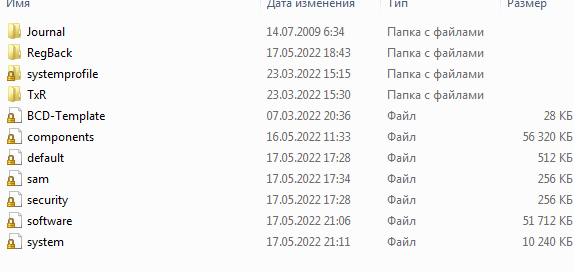 Имя Дата изменения Тип Размер
Journal 14.07.2009 6:34 Папка с файлами
RegBack 17.05.2022 18:43 Папка с файлами
systemprofile 23.03.2022 15:15 Папка с файлами
TxR 23.03.2022 15:30 Папка с файлами
BCD-Template 07.03.2022 20:36 Файл 28 КБ
components 16.05.2022 11:33 Файл 56 320 КБ
default 17.05.2022 17:28 Файл 512 КБ
sam 17.05.2022 17:34 Файл 256 КБ
security 17.05.2022 17:28 Файл 256 КБ
software 17.05.2022 21:06 Файл 51 712 КБ
system 17.05.2022 21:11 Файл 10 240 КБ